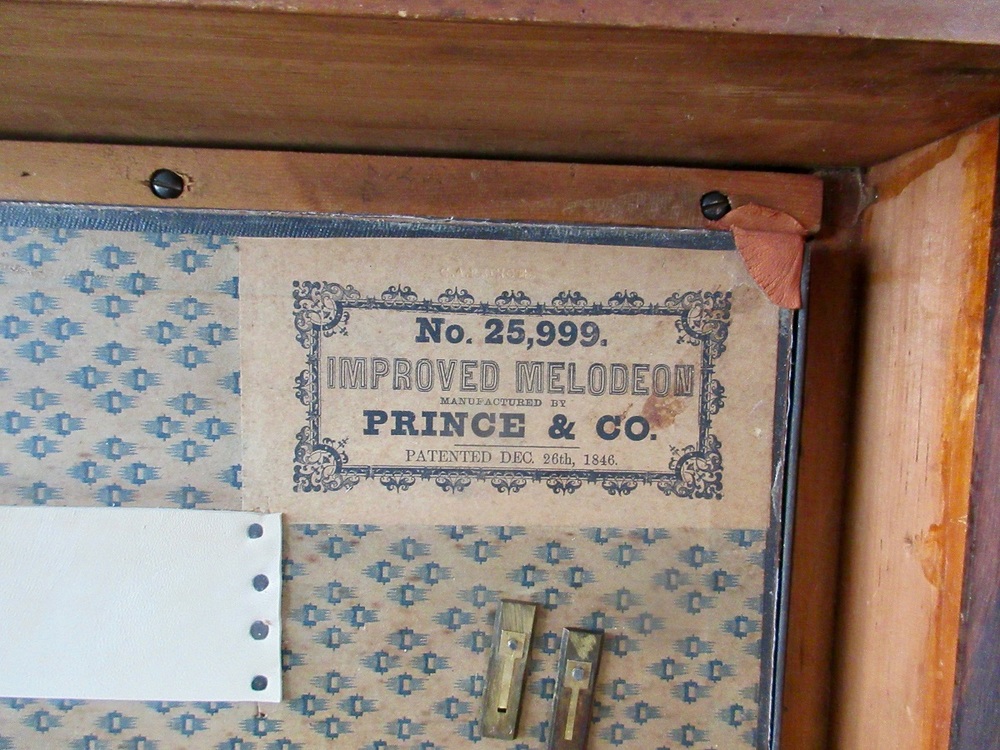 No. 25,999.
IMPROVED MELODEON
MANUFACTURED BY
PRINCE & CO.
PATENTED DEC. 26th, 1846.